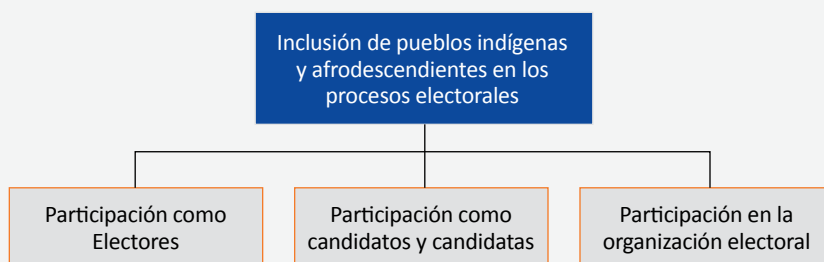 Inclusión de pueblos indígenas
y afrodescendientes en los
procesos electorales
Participación como
Electores
Participación como
candidatos y candidatas
Participación en la
organización electoral